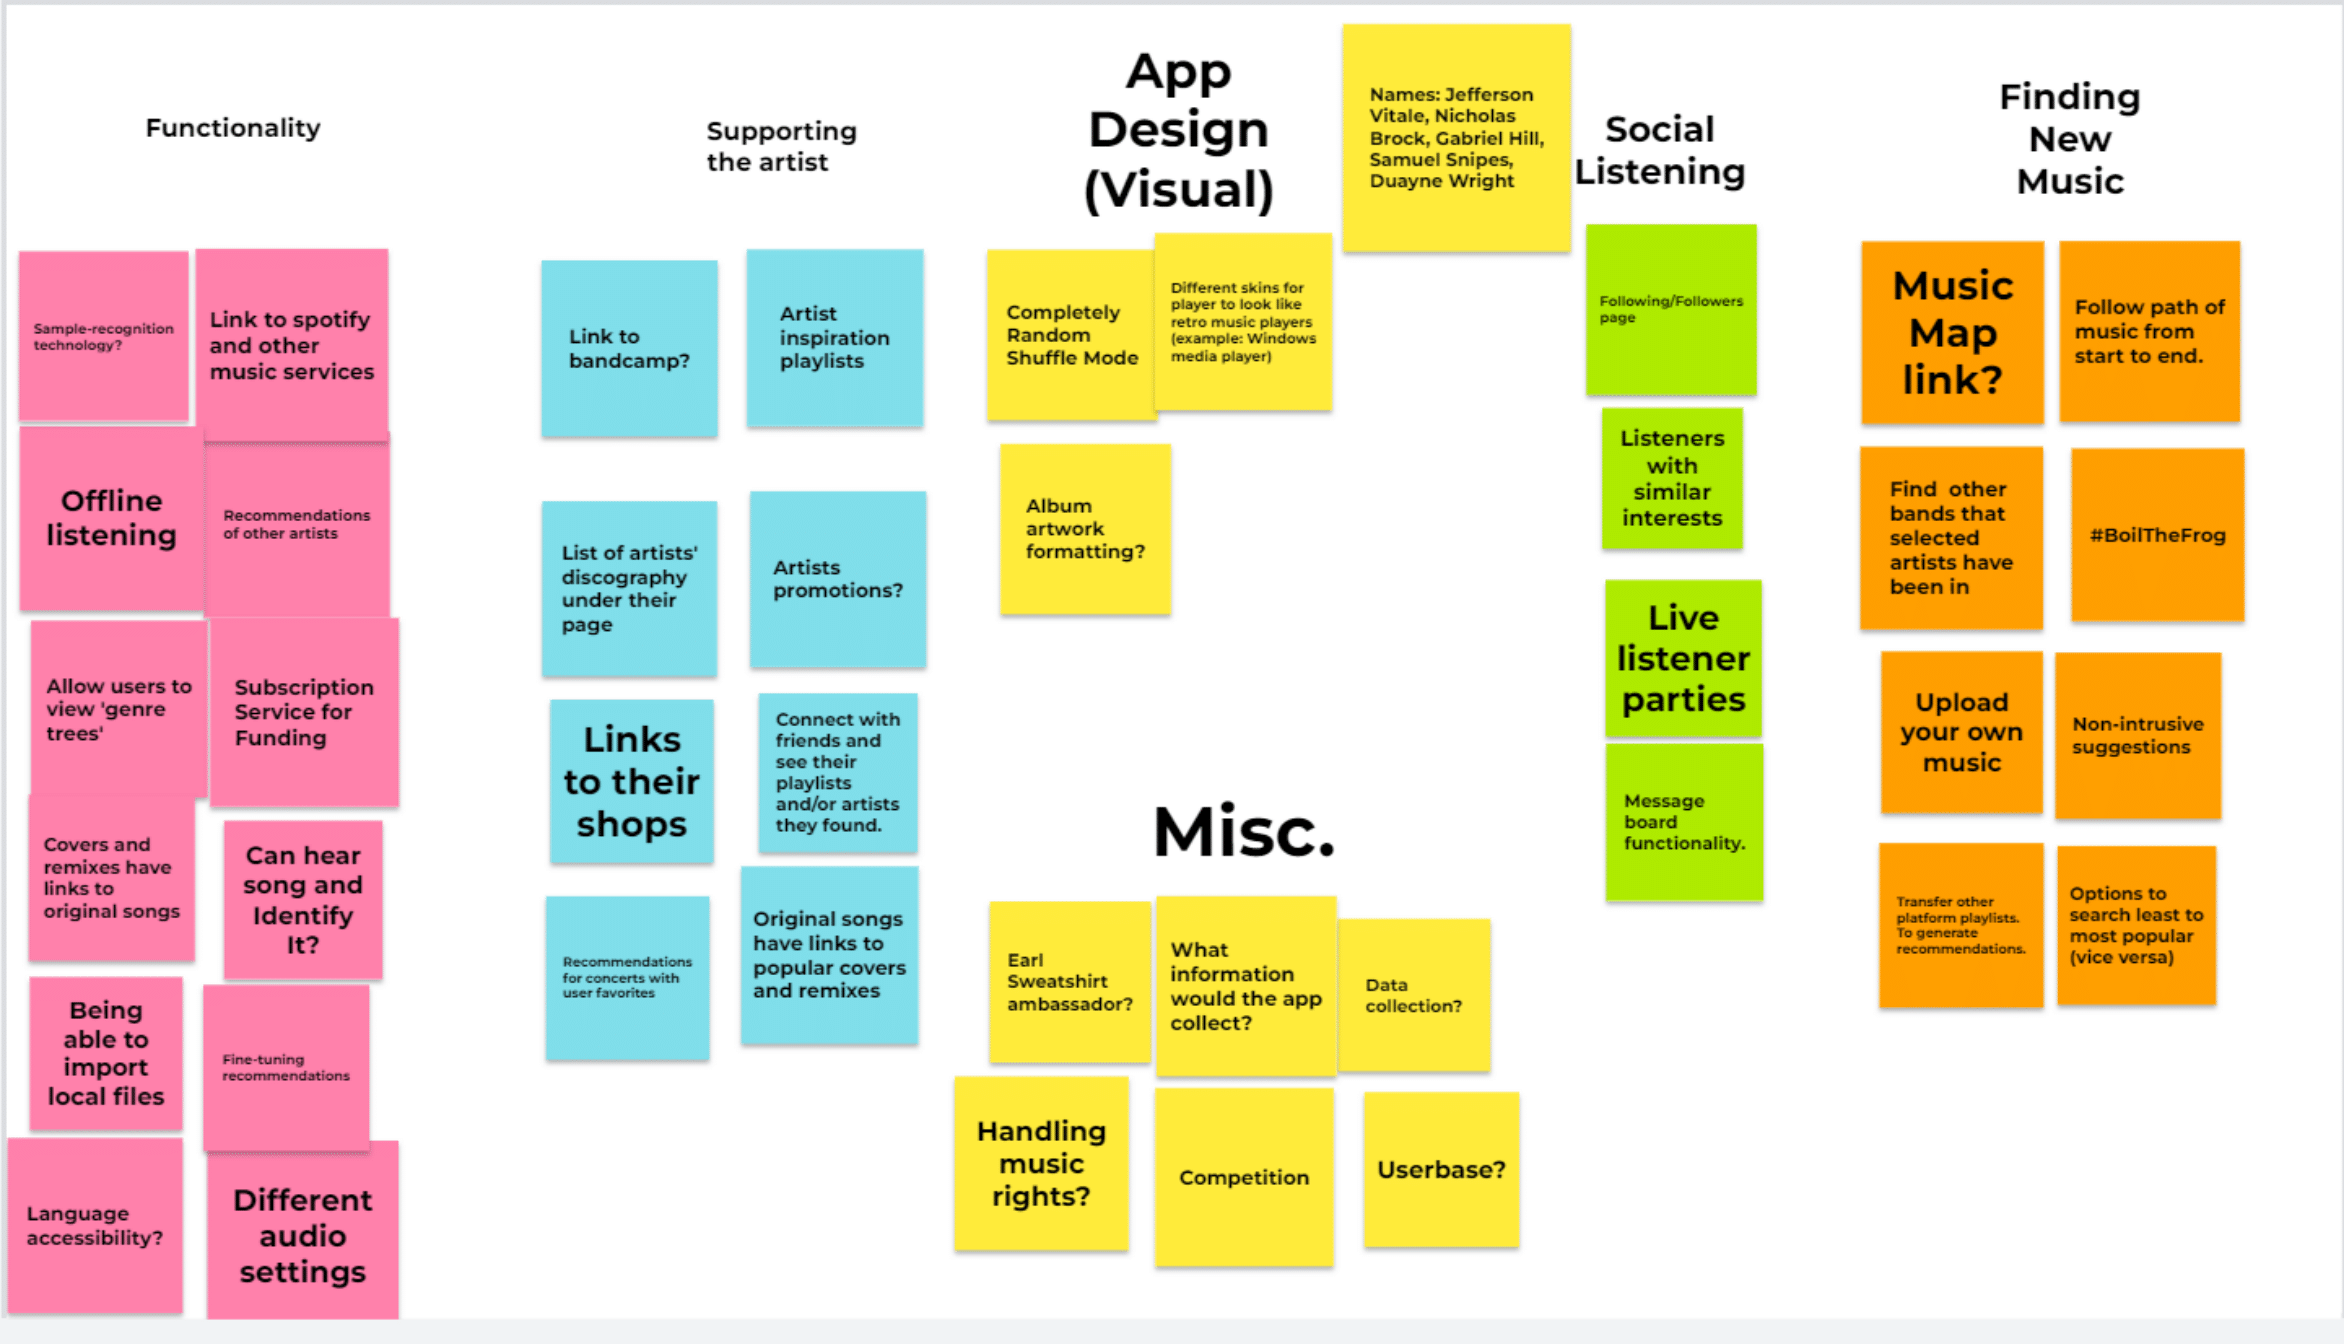 Functionality
Sample-recognition
technology?
Link to spotify
and other
music services
Offline
listening
Recommendations
of other artists
Allow users to
view 'genre
trees'
Subscription
Service for
Funding
Covers and
remixes have
links to
original songs
Can hear
song and
Identify
It?
Being
able to
import
local files
Fine-tuning
recommendations
Language
accessibility?
Different
audio
settings
Supporting
the artist
Link to
bandcamp?
Artist
inspiration
playlists
List of artists'
discography
under their
page
Artists
promotions?
Links
to their
shops
Connect with
friends and
see their
playlists
and/or artists
they found.
Recommendations
for concerts with
user favorites
Original songs
have links to
popular covers
and remixes
App
Design
(Visual)
Names: Jefferson
Vitale, Nicholas
Brock, Gabriel Hill,
Samuel Snipes,
Duayne Wright
Completely
Random
Shuffle Mode
Different skins for
player to look like
retro music players
(example: Windows
media player)
Album
artwork
formatting?
Misc.
Earl
Sweatshirt
ambassador?
What
information
would the app
collect?
Data
collection?
Handling
music
rights?
Competition
Userbase?
Social
Listening
Following/Followers
page
Listeners
with
similar
interests
Live
listener
parties
Message
board
functionality.
Finding
New
Music
Music
Map
link?
Follow path of
music from
start to end.
Find other
bands that
selected
artists have
been in
#BoilTheFrog
Upload
your own
music
Non-intrusive
suggestions
Transfer other
platform playlists.
To generate
recommendations.
Options to
search least to
most popular
(vice versa)